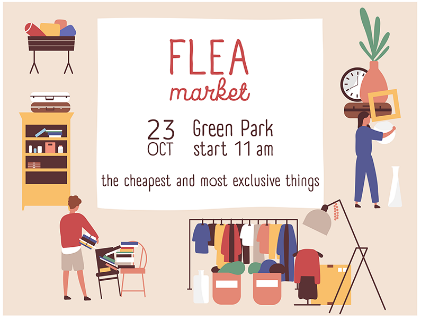 FLEA
market
23 OCT
Green Park
start 11 am
the cheapest and most exclusive things